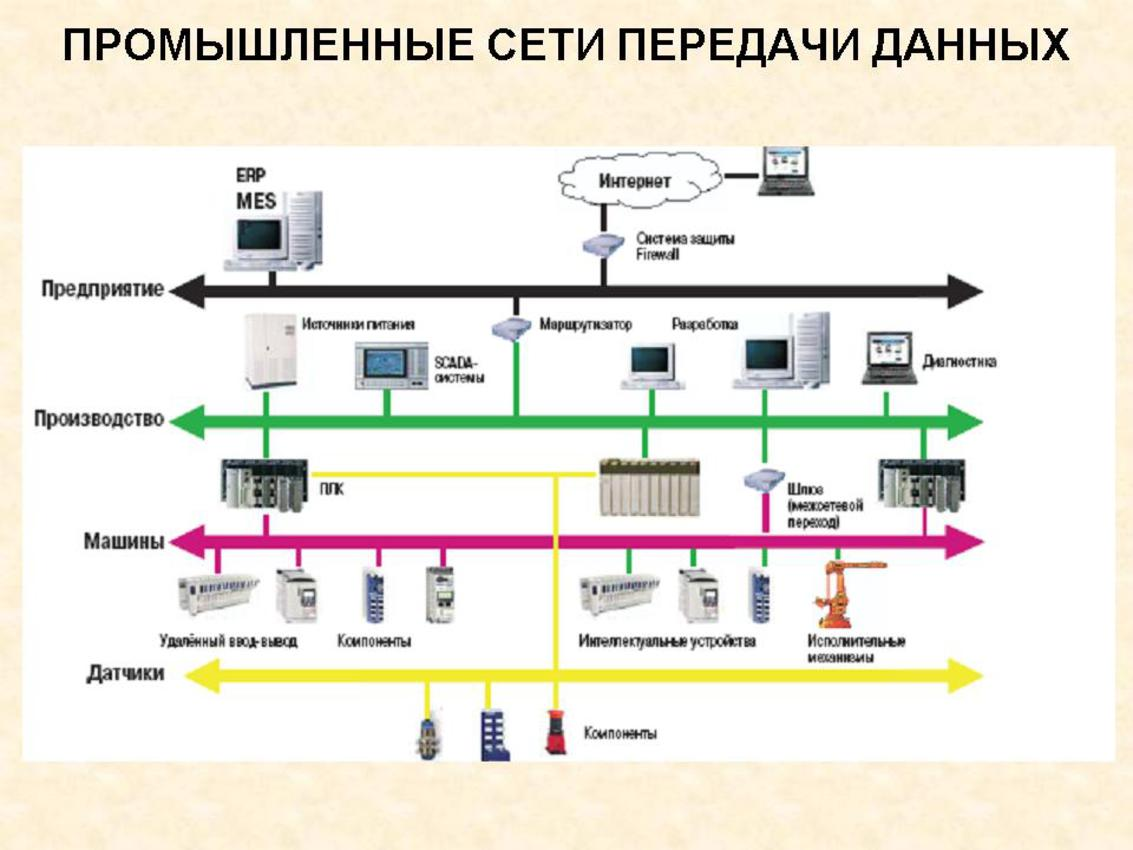 ПРОМЫШЛЕННЫЕ СЕТИ ПЕРЕДАЧИ ДАННЫХ
ERP
MES
Интернет
Система защиты
Firewall
Предприятие
Источники питания
Маршрутизатор
Разработка
SCADA-
системы
Диагностика
Производство
ПЛК
Шлюз
(межсетевой
переход)
Машины
Удалённый ввод-вывод
Компоненты
Интеллектуальные устройства
Исполнительные
механизмы
Датчики
Компоненты